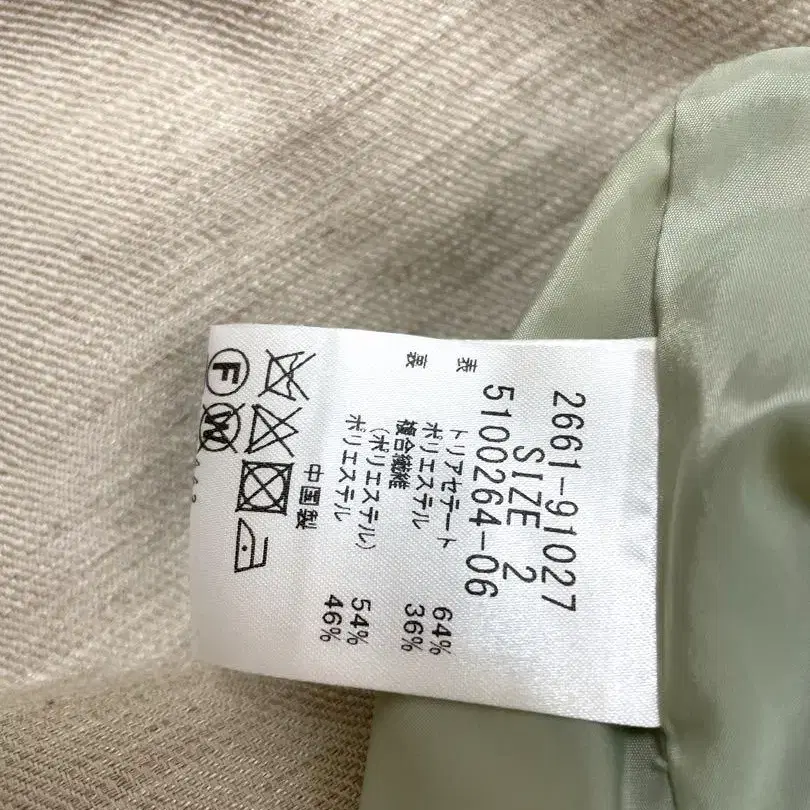 2661-91027
SIZE 2
5100264-06
表 トリアセテート 64%
ポリエステル 36%
裏 複合繊維
(ポリエステル) 54%
ポリエステル 46%
中国製
F
W